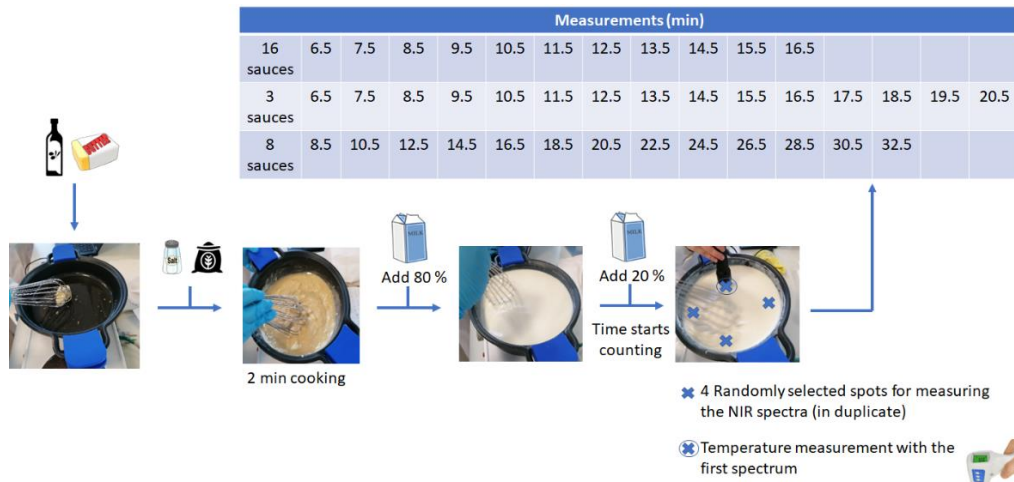 Measurements (min)
16 sauces 6.5 7.5 8.5 9.5 10.5 11.5 12.5 13.5 14.5 15.5 16.5
3 sauces 6.5 7.5 8.5 9.5 10.5 11.5 12.5 13.5 14.5 15.5 16.5 17.5 18.5 19.5 20.5
8 sauces 8.5 10.5 12.5 14.5 16.5 18.5 20.5 22.5 24.5 26.5 28.5 30.5 32.5
BUTTER
Salt
MILK
Add 80 %
MILK
Add 20 %
Time starts
counting
2 min cooking
4 Randomly selected spots for measuring
the NIR spectra (in duplicate)
Temperature measurement with the
first spectrum